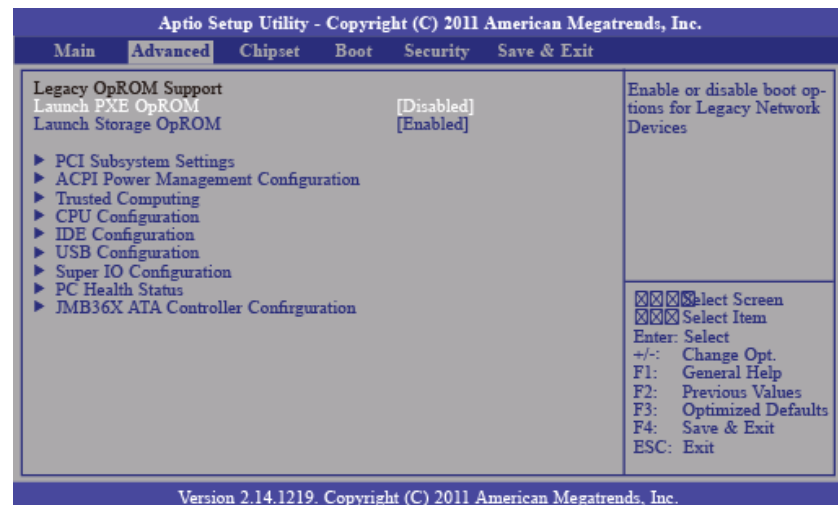 Aptio Setup Utility - Copyright (C) 2011 American Megatrends, Inc.
Main Advanced Chipset Boot Security Save & Exit
Legacy OpROM Support
Launch PXE OpROM [Disabled]
Launch Storage OpROM [Enabled]
PCI Subsystem Settings
ACPI Power Management Configuration
Trusted Computing
CPU Configuration
IDE Configuration
USB Configuration
Super IO Configuration
PC Health Status
JMB36X ATA Controller Confirguration
Enable or disable boot op-
tions for Legacy Network
Devices
Select Screen
Select Item
Enter: Select
+/-: Change Opt.
F1: General Help
F2: Previous Values
F3: Optimized Defaults
F4: Save & Exit
ESC: Exit
Version 2.14.1219. Copyright (C) 2011 American Megatrends, Inc.